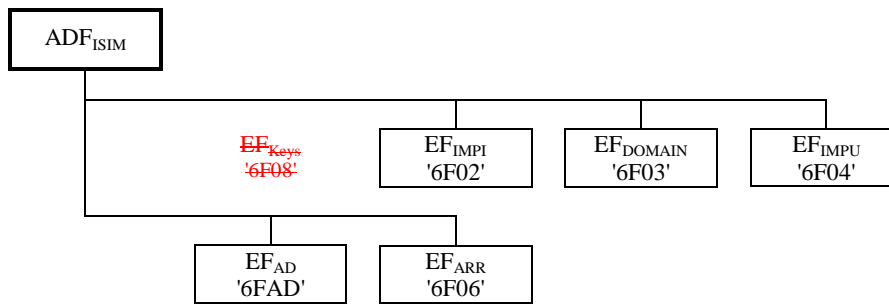 ADFISIM
EFKeys
'6F08'
EFIMPI
'6F02'
EFDOMAIN
'6F03'
EFIMPU
'6F04'
EFAD
'6FAD'
EFARR
'6F06'